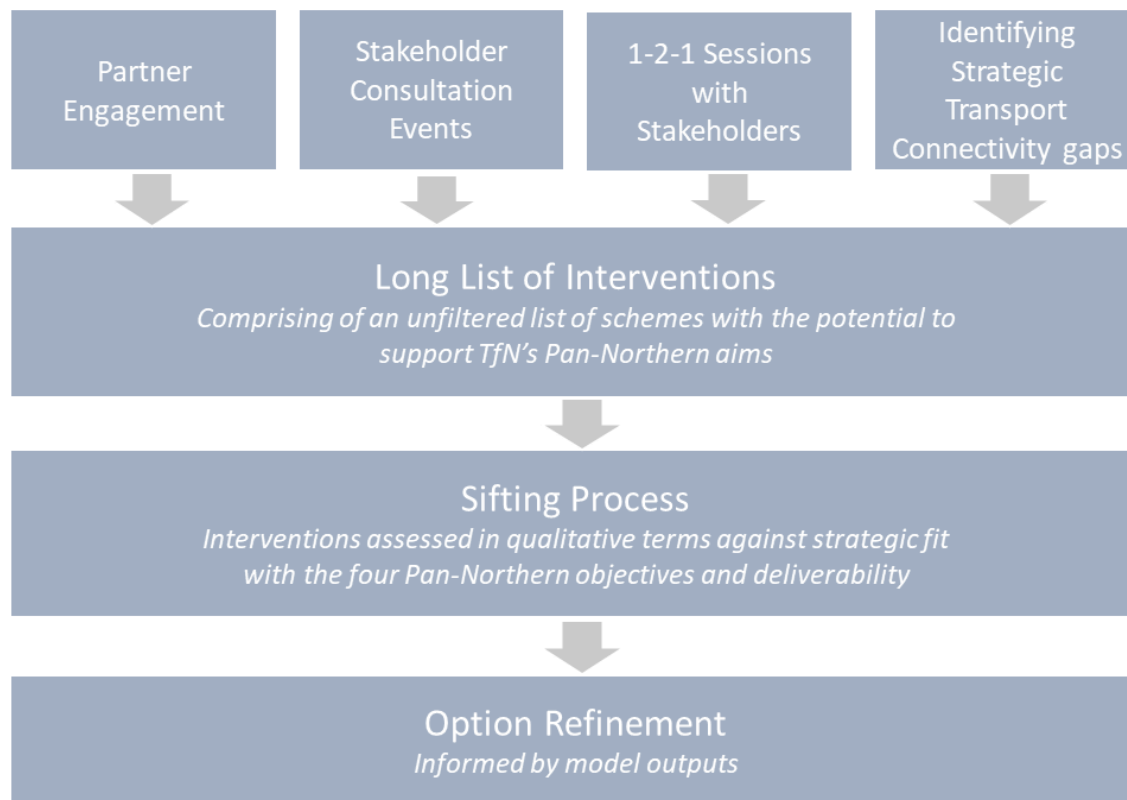 Partner
Engagement
Stakeholder
Consultation
Events
1-2-1 Sessions
with
Stakeholders
Identifying
Strategic
Transport
Connectivity gaps
Long List of Interventions
Comprising of an unfiltered list of schemes with the potential to
support TfN's Pan-Northern aims
Sifting Process
Interventions assessed in qualitative terms against strategic fit
with the four Pan-Northern objectives and deliverability
Option Refinement
Informed by model outputs